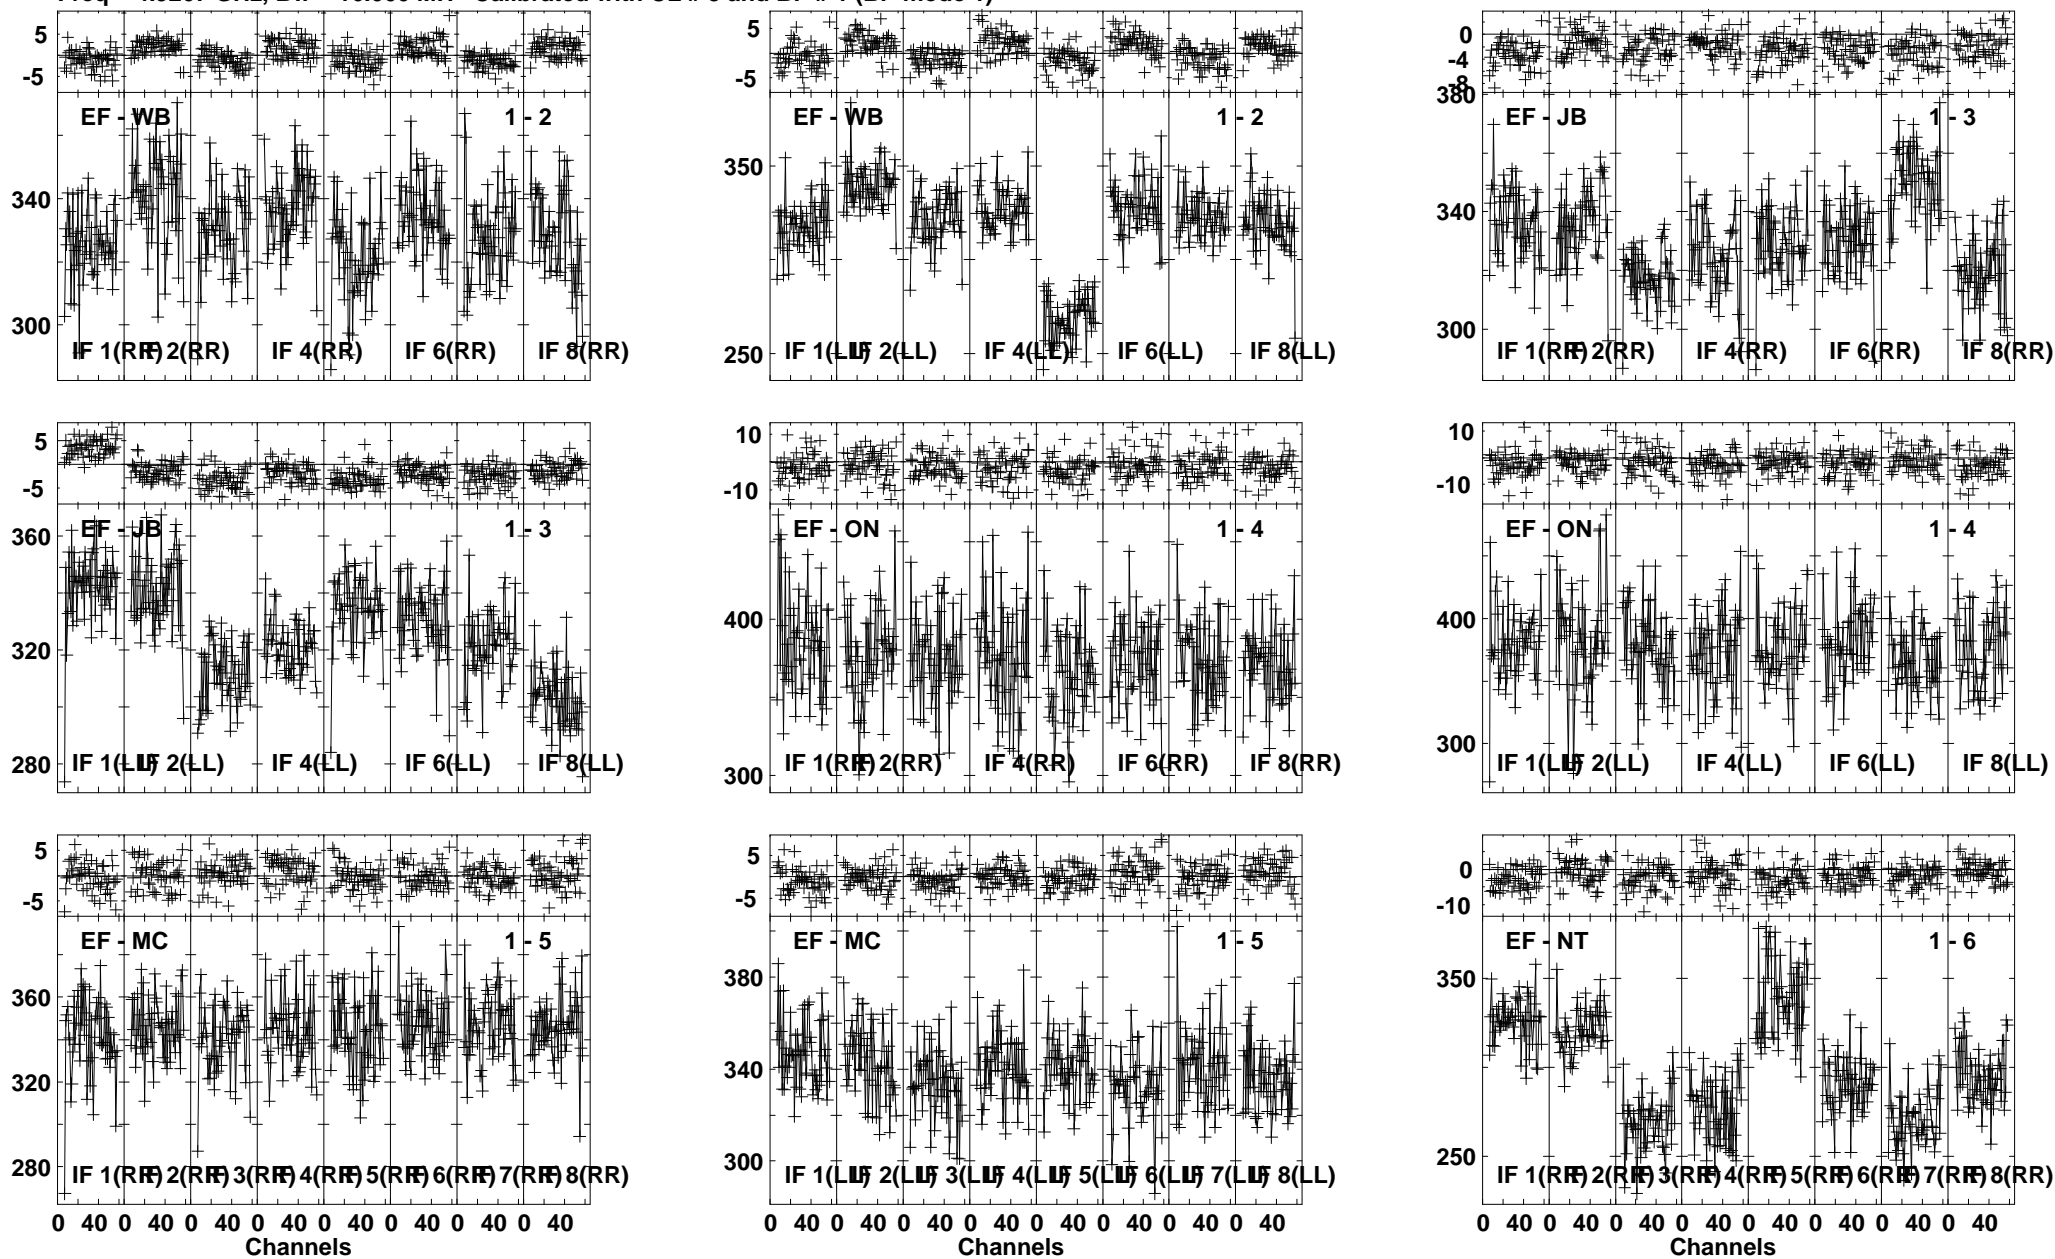 5
-5
EF - WB
1 - 2
340
300
IF 1(RR)
IF 2(RR)
IF 4(RR)
IF 6(RR)
IF 8(RR)
5
-5
EF - WB
1 - 2
350
250
IF 1(LL)
IF 2(LL)
IF 4(LL)
IF 6(LL)
IF 8(LL)
0
-4
-8
380
EF - JB
1 - 3
340
300
IF 1(RR)
IF 2(RR)
IF 4(RR)
IF 6(RR)
IF 8(RR)
5
-5
360
EF - JB
1 - 3
320
280
IF 1(LL)
IF 2(LL)
IF 4(LL)
IF 6(LL)
IF 8(LL)
10
-10
EF - ON
1 - 4
400
300
IF 1(RR)
IF 2(RR)
IF 4(RR)
IF 6(RR)
IF 8(RR)
10
-10
EF - ON
1 - 4
400
300
IF 1(LL)
IF 2(LL)
IF 4(LL)
IF 6(LL)
IF 8(LL)
5
-5
EF - MC
1 - 5
360
320
280
IF 1(RR)
IF 2(RR)
IF 3(RR)
IF 4(RR)
IF 5(RR)
IF 6(RR)
IF 7(RR)
IF 8(RR)
0 40 0 40 0 40 0 40 0 40 0 40 0 40 0 40
Channels
5
-5
EF - MC
1 - 5
380
340
300
IF 1(LL)
IF 2(LL)
IF 3(LL)
IF 4(LL)
IF 5(LL)
IF 6(LL)
IF 7(LL)
IF 8(LL)
0 40 0 40 0 40 0 40 0 40 0 40 0 40 0 40
Channels
0
-10
EF - NT
1 - 6
350
250
IF 1(RR)
IF 2(RR)
IF 3(RR)
IF 4(RR)
IF 5(RR)
IF 6(RR)
IF 7(RR)
IF 8(RR)
0 40 0 40 0 40 0 40 0 40 0 40 0 40 0 40
Channels